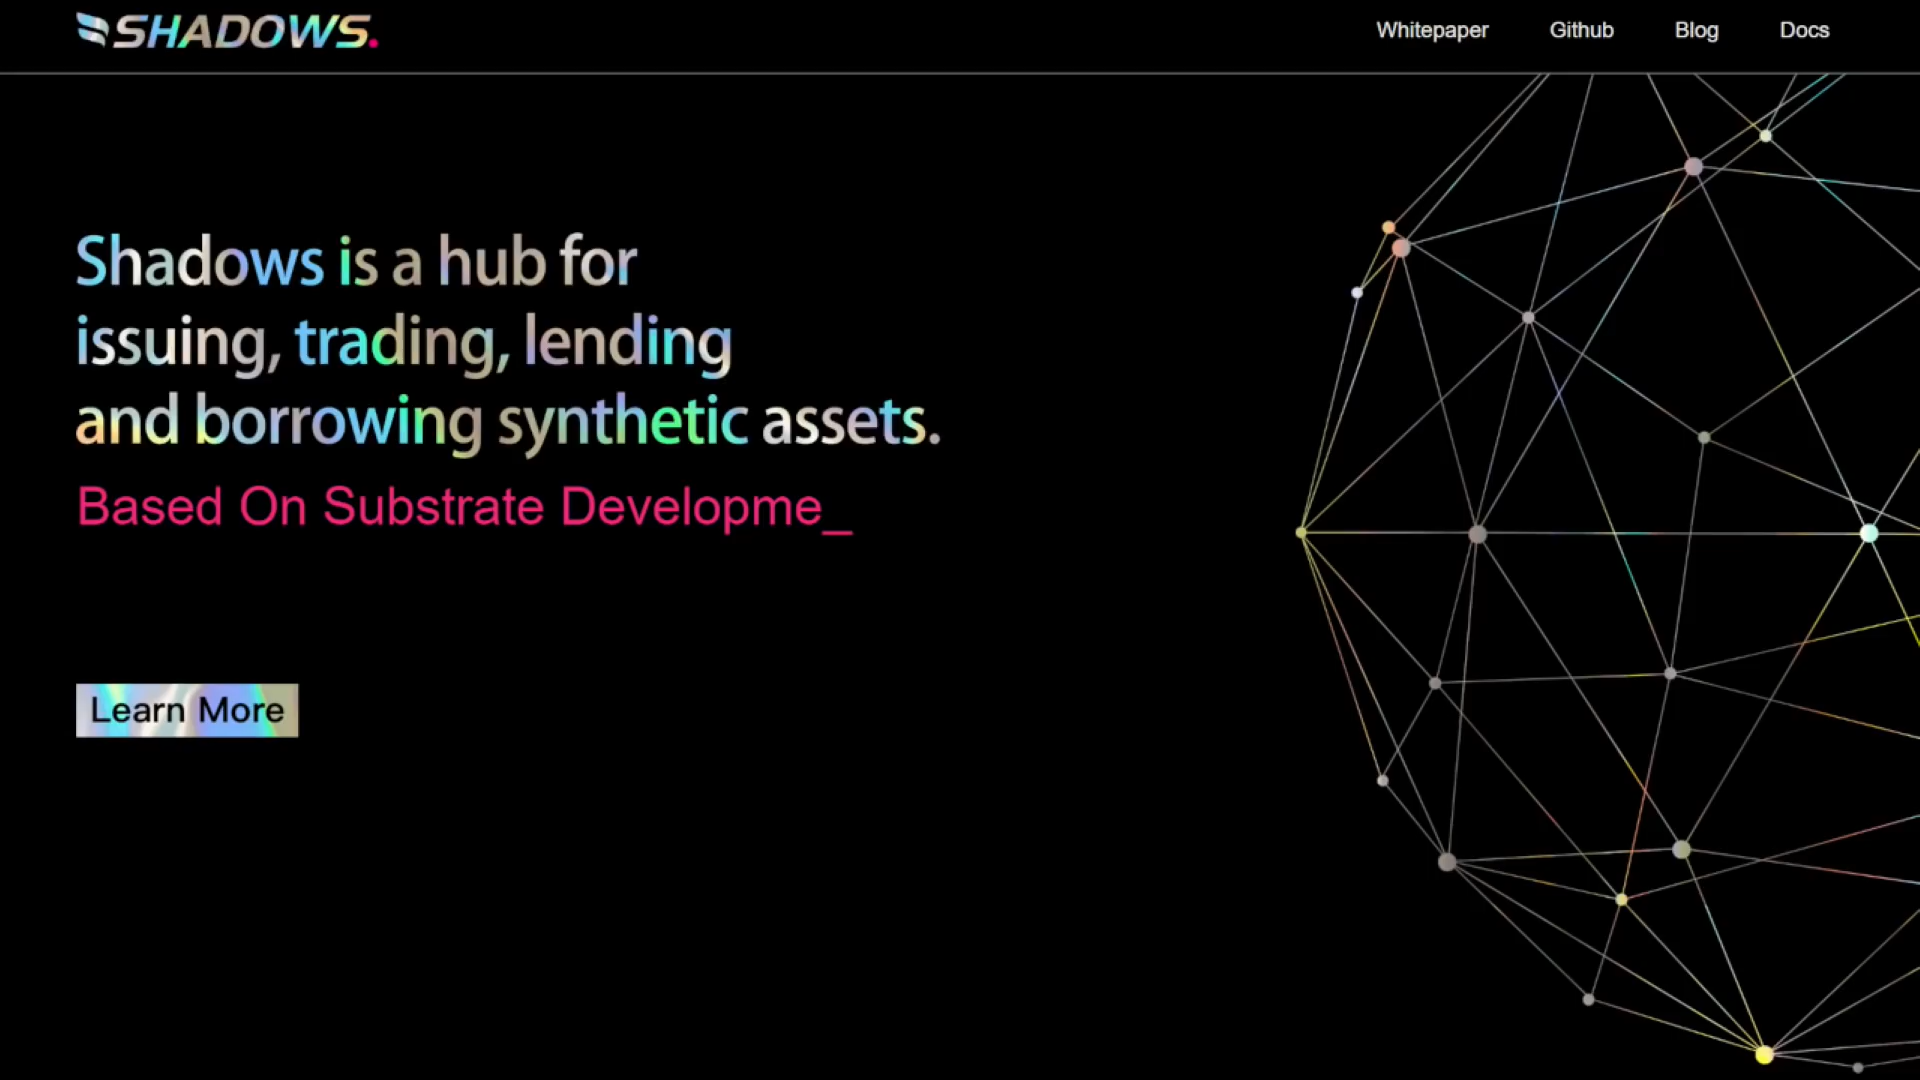 SHADOWS.
Whitepaper Github Blog Docs
Shadows is a hub for
issuing, trading, lending
and borrowing synthetic assets.
Based On Substrate Developme_
Learn More